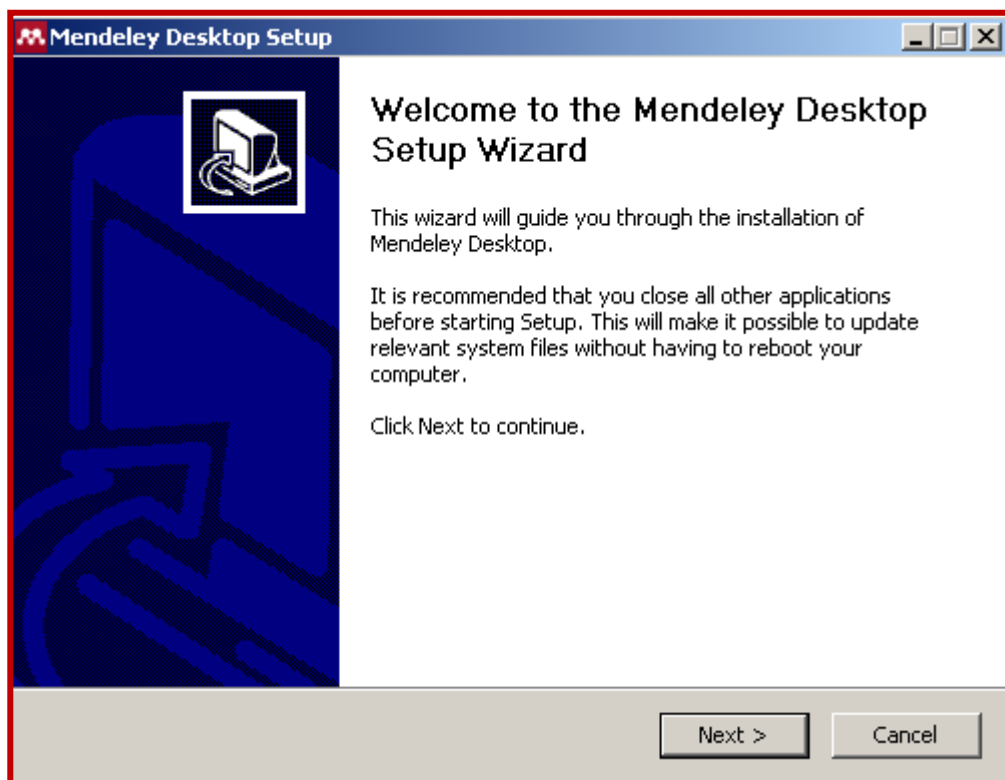 Mendeley Desktop Setup
Welcome to the Mendeley Desktop
Setup Wizard
This wizard will guide you through the installation of
Mendeley Desktop.
It is recommended that you close all other applications
before starting Setup. This will make it possible to update
relevant system files without having to reboot your
computer.
Click Next to continue.
Next >
Cancel